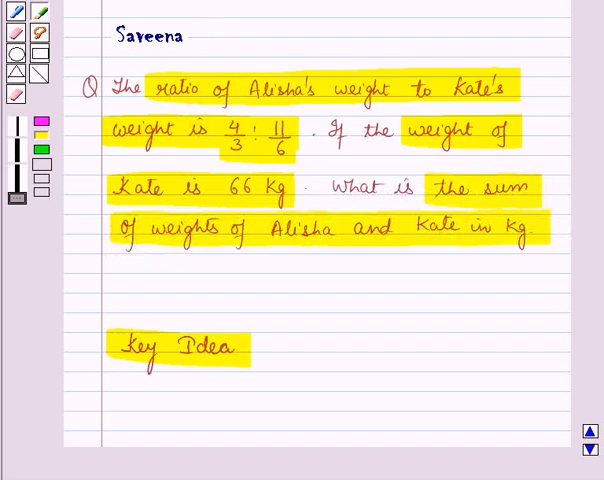 Saveena
Q The ratio of Alisha's weight to Kate's
weight is 4/3 : 11/6 . If the weight of
Kate is 66 kg. What is the sum
of weights of Alisha and Kate in kg.
Key Idea